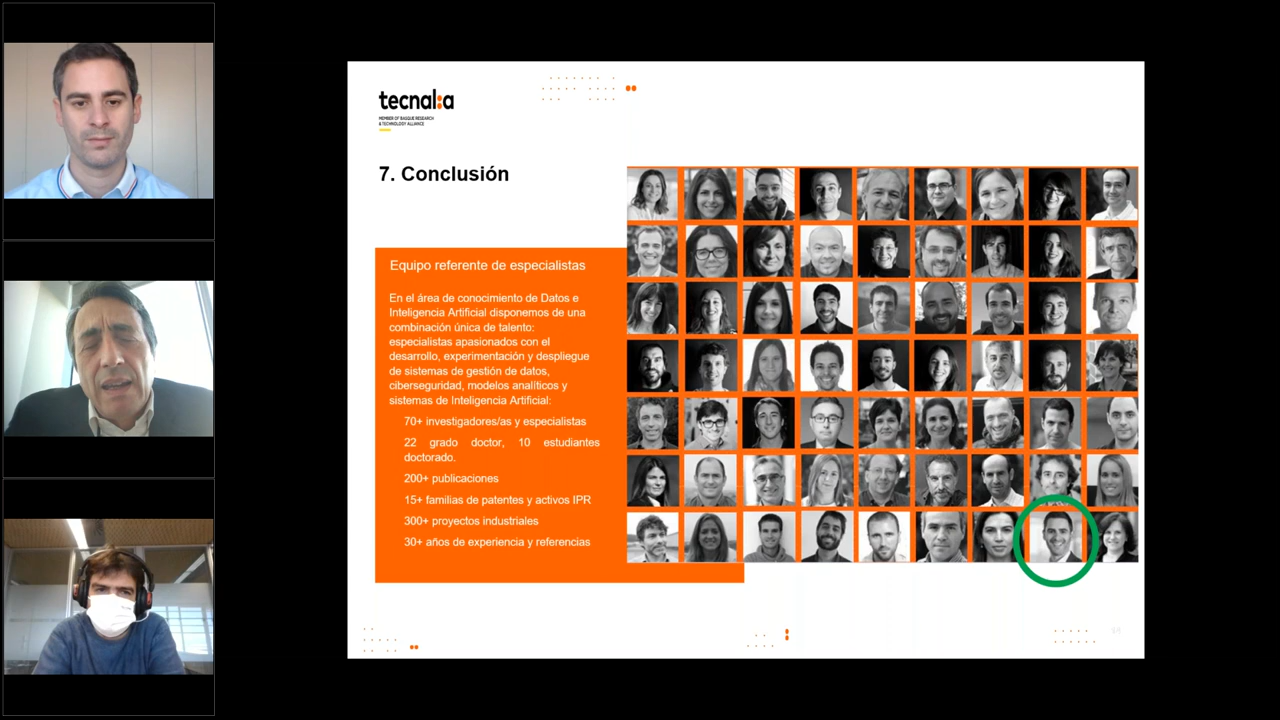 tecnal:a
MEMBER OF BASQUE RESEARCH
& TECHNOLOGY ALLIANCE
7. Conclusión
Equipo referente de especialistas
En el área de conocimiento de Datos e
Inteligencia Artificial disponemos de una
combinación única de talento:
especialistas apasionados con el
desarrollo, experimentación y despliegue
de sistemas de gestión de datos,
ciberseguridad, modelos analíticos y
sistemas de Inteligencia Artificial:
70+ investigadores/as y especialistas
22 grado doctor, 10 estudiantes
doctorado.
200+ publicaciones
15+ familias de patentes y activos IPR
300+ proyectos industriales
30+ años de experiencia y referencias